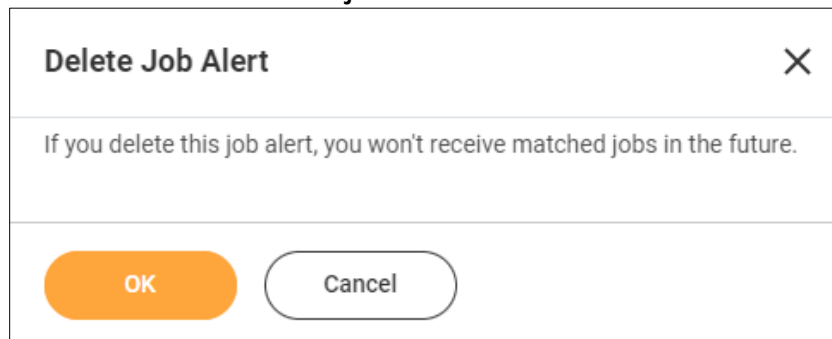 Delete Job Alert
If you delete this job alert, you won't receive matched jobs in the future.
OK Cancel